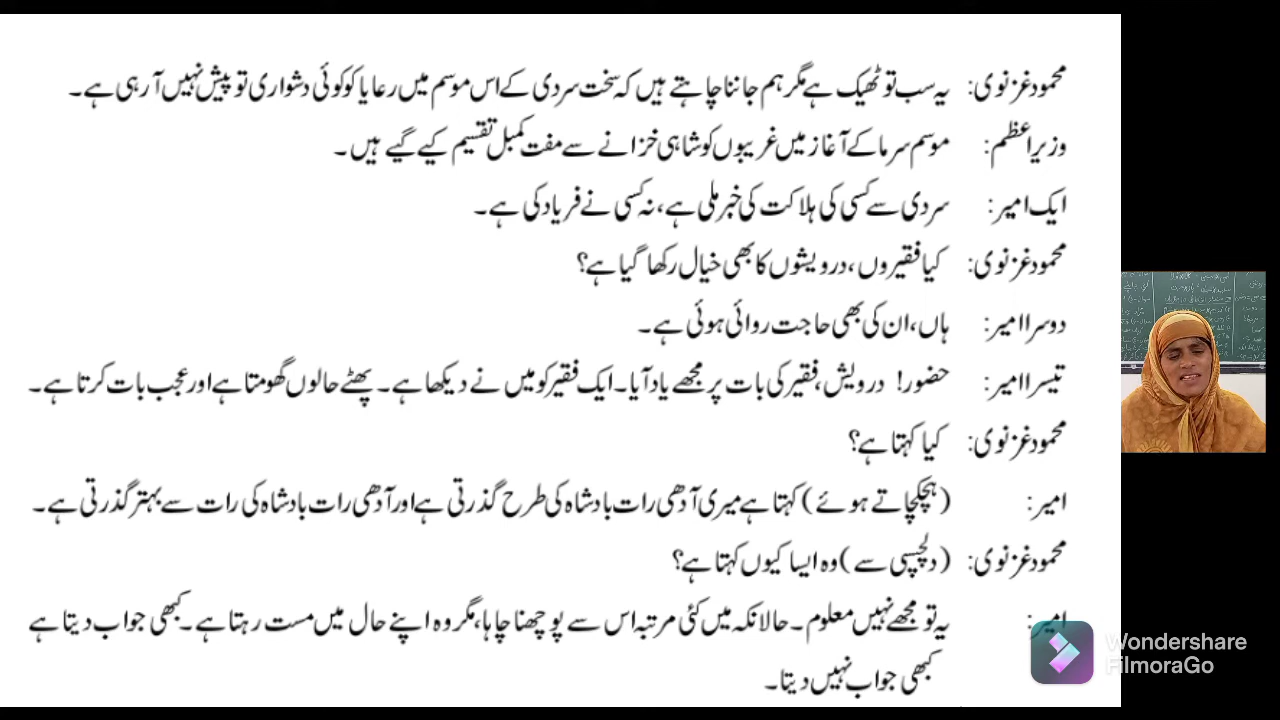 محمود غزنوی: یہ سب تو ٹھیک ہے مگر ہم جاننا چاہتے ہیں کہ سخت سردی کے اس موسم میں رعایا کو کوئی دشواری تو پیش نہیں آ رہی ہے۔
وزیر اعظم: موسم سرما کے آغاز میں غریبوں کو شاہی خزانے سے مفت کمبل تقسیم کیے گیے ہیں۔
ایک امیر: سردی سے کسی کی ہلاکت کی خبر ملی ہے، نہ کسی نے فریاد کی ہے۔
محمود غزنوی: کیا فقیروں، درویشوں کا بھی خیال رکھا گیا ہے؟
دوسرا امیر: ہاں، ان کی بھی حاجت روائی ہوئی ہے۔
تیسرا امیر: حضور! درویش، فقیر کی بات پر مجھے یاد آیا۔ ایک فقیر کو میں نے دیکھا ہے۔ پھٹے حالوں گھومتا ہے اور عجب بات کرتا ہے۔
محمود غزنوی: کیا کہتا ہے؟
امیر: (ہچکچاتے ہوئے) کہتا ہے میری آدھی رات بادشاہ کی طرح گذرتی ہے اور آدھی رات بادشاہ کی رات سے بہتر گذرتی ہے۔
محمود غزنوی: (دلچسپی سے) وہ ایسا کیوں کہتا ہے؟
امیر: یہ تو مجھے نہیں معلوم۔ حالانکہ میں کئی مرتبہ اس سے پوچھنا چاہا، مگر وہ اپنے حال میں مست رہتا ہے۔ کبھی جواب دیتا ہے
کبھی جواب نہیں دیتا۔
Wondershare
FilmoraGo